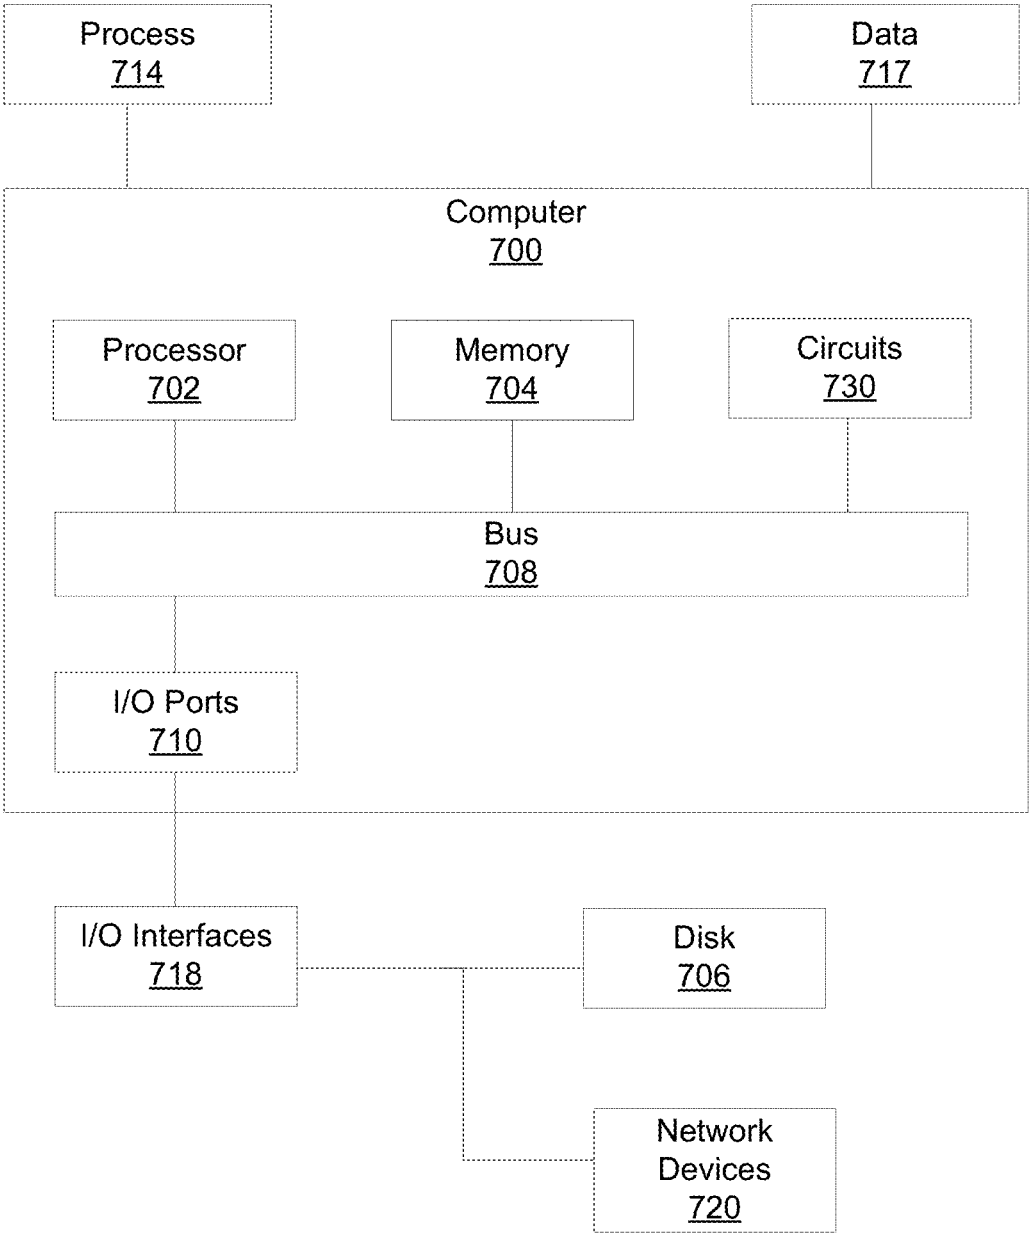 Process
714
Data
717
Computer
700
Processor
702
Memory
704
Circuits
730
Bus
708
I/O Ports
710
I/O Interfaces
718
Disk
706
Network
Devices
720